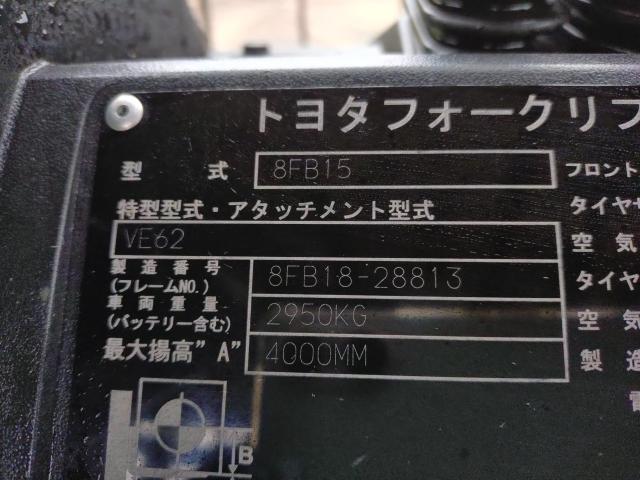 トヨタフォークリフ
型 式 8FB15 フロント
特型型式・アタッチメント型式 タイヤサ
VE62 空 気
製造番号 (フレームNO.) 8FB18-28813 タイヤ
車両重量 (バッテリー含む) 2950KG 空 気
最大揚高”A” 4000MM 製 造
B